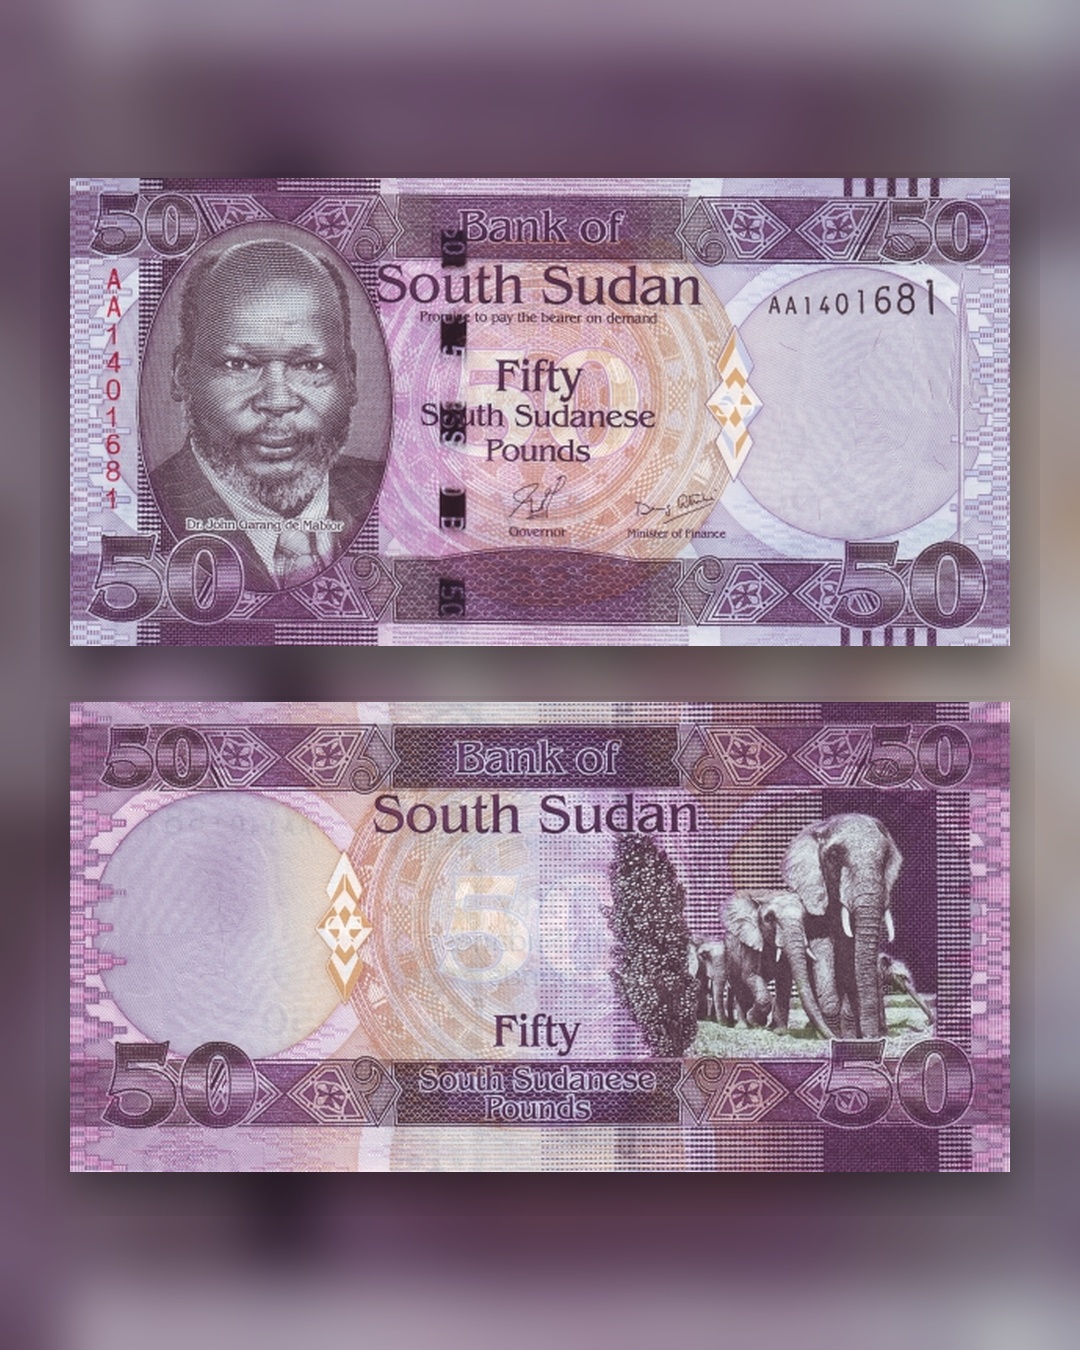 50
Bank of
50
South Sudan
AA1401681
Promise to pay the bearer on demand
AA1401681
50
Fifty
South Sudanese
Pounds
Dr. John Garang de Mabior
Governor
Minister of Finance
50
50
50
Bank of
50
South Sudan
50
Fifty
50
South Sudanese
Pounds
50